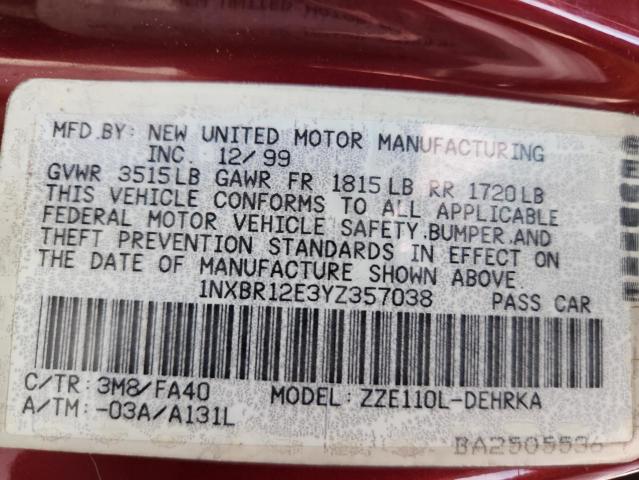 MFD.BY: NEW UNITED MOTOR MANUFACTURING
INC. 12/99
GVWR 3515LB GAWR FR 1815LB RR 1720LB
THIS VEHICLE CONFORMS TO ALL APPLICABLE
FEDERAL MOTOR VEHICLE SAFETY,BUMPER,AND
THEFT PREVENTION STANDARDS IN EFFECT ON
THE DATE OF MANUFACTURE SHOWN ABOVE.
1NXBR12E3YZ357038 PASS CAR
C/TR: 3M8/FA40 MODEL: ZZE110L-DEHRKA
A/TM: -03A/A131L
BA2505536